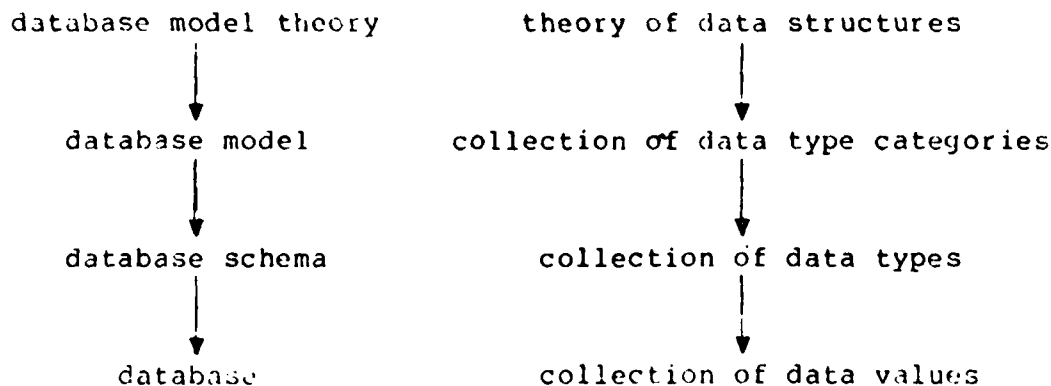 database model theory theory of data structures
database model collection of data type categories
database schema collection of data types
database collection of data values